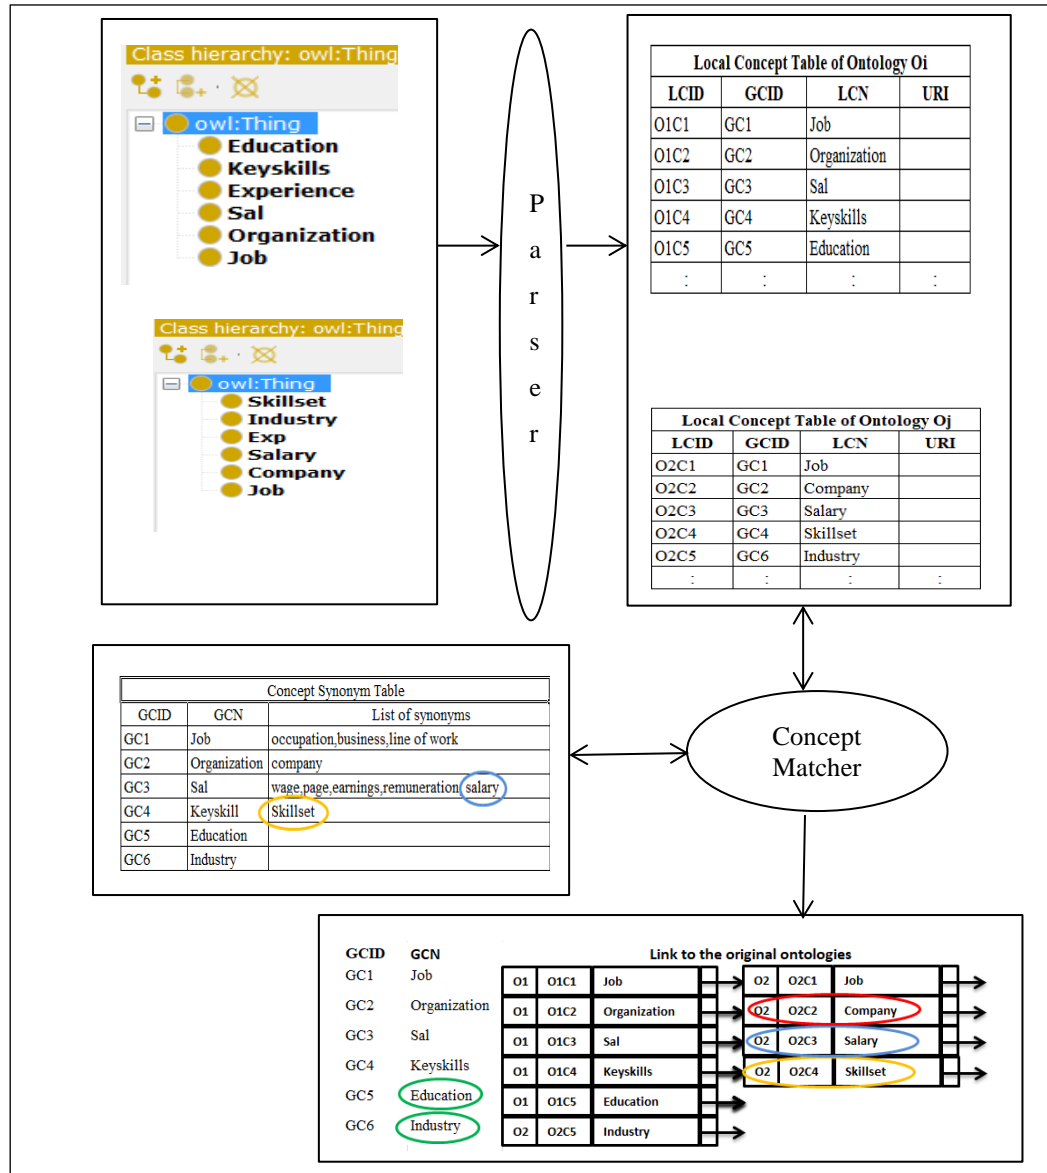 Class hierarchy: owl:Thing
owl:Thing
Education
Keyskills
Experience
Sal
Organization
Job
Class hierarchy: owl:Thing
owl:Thing
Skillset
Industry
Exp
Salary
Company
Job
P
a
r
s
e
r
Local Concept Table of Ontology Oi
LCID GCID LCN URI
O1C1 GC1 Job
O1C2 GC2 Organization
O1C3 GC3 Sal
O1C4 GC4 Keyskills
O1C5 GC5 Education
: : : :
Local Concept Table of Ontology Oj
LCID GCID LCN URI
O2C1 GC1 Job
O2C2 GC2 Company
O2C3 GC3 Salary
O2C4 GC4 Skillset
O2C5 GC6 Industry
: : : :
Concept Synonym Table
GCID GCN List of synonyms
GC1 Job occupation,business,line of work
GC2 Organization company
GC3 Sal wage,page,earnings,remuneration, salary
GC4 Keyskill Skillset
GC5 Education
GC6 Industry
Concept
Matcher
GCID GCN Link to the original ontologies
GC1 Job O1 O1C1 Job O2 O2C1 Job
GC2 Organization O1 O1C2 Organization O2 O2C2 Company
GC3 Sal O1 O1C3 Sal O2 O2C3 Salary
GC4 Keyskills O1 O1C4 Keyskills O2 O2C4 Skillset
GC5 Education O1 O1C5 Education
GC6 Industry O2 O2C5 Industry